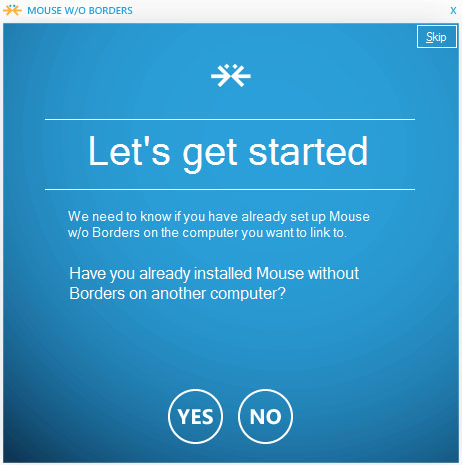 MOUSE W/O BORDERS
X
Skip
Let's get started
We need to know if you have already set up Mouse
w/o Borders on the computer you want to link to.
Have you already installed Mouse without
Borders on another computer?
YES
NO